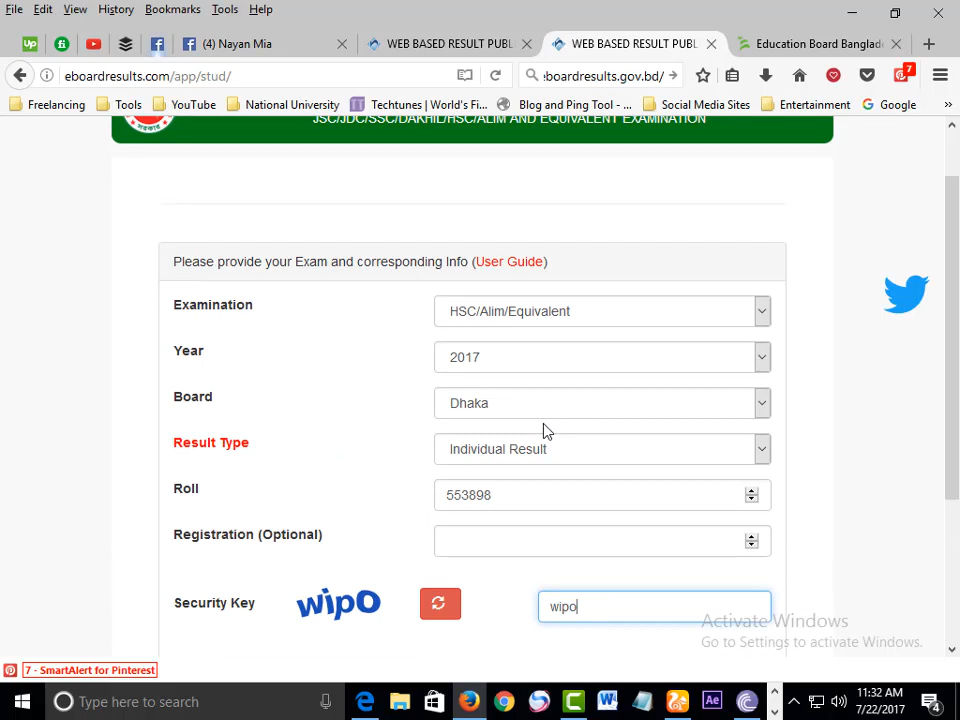 File Edit View History Bookmarks Tools Help
(4) Nayan Mia
WEB BASED RESULT PUBL
WEB BASED RESULT PUBL
Education Board Banglad
eboardresults.com/app/stud/
:boardresults.gov.bd/
7
Freelancing Tools YouTube National University Techtunes | World's Fi... Blog and Ping Tool - ... Social Media Sites Entertainment Google
JSC/JDC/SSC/DAKHIL/HSC/ALIM AND EQUIVALENT EXAMINATION
Please provide your Exam and corresponding Info (User Guide)
Examination HSC/Alim/Equivalent
Year 2017
Board Dhaka
Result Type Individual Result
Roll 553898
Registration (Optional)
Security Key wipo wipo
Activate Windows
Go to Settings to activate Windows.
7 - SmartAlert for Pinterest
Type here to search
11:32 AM
7/22/2017
4